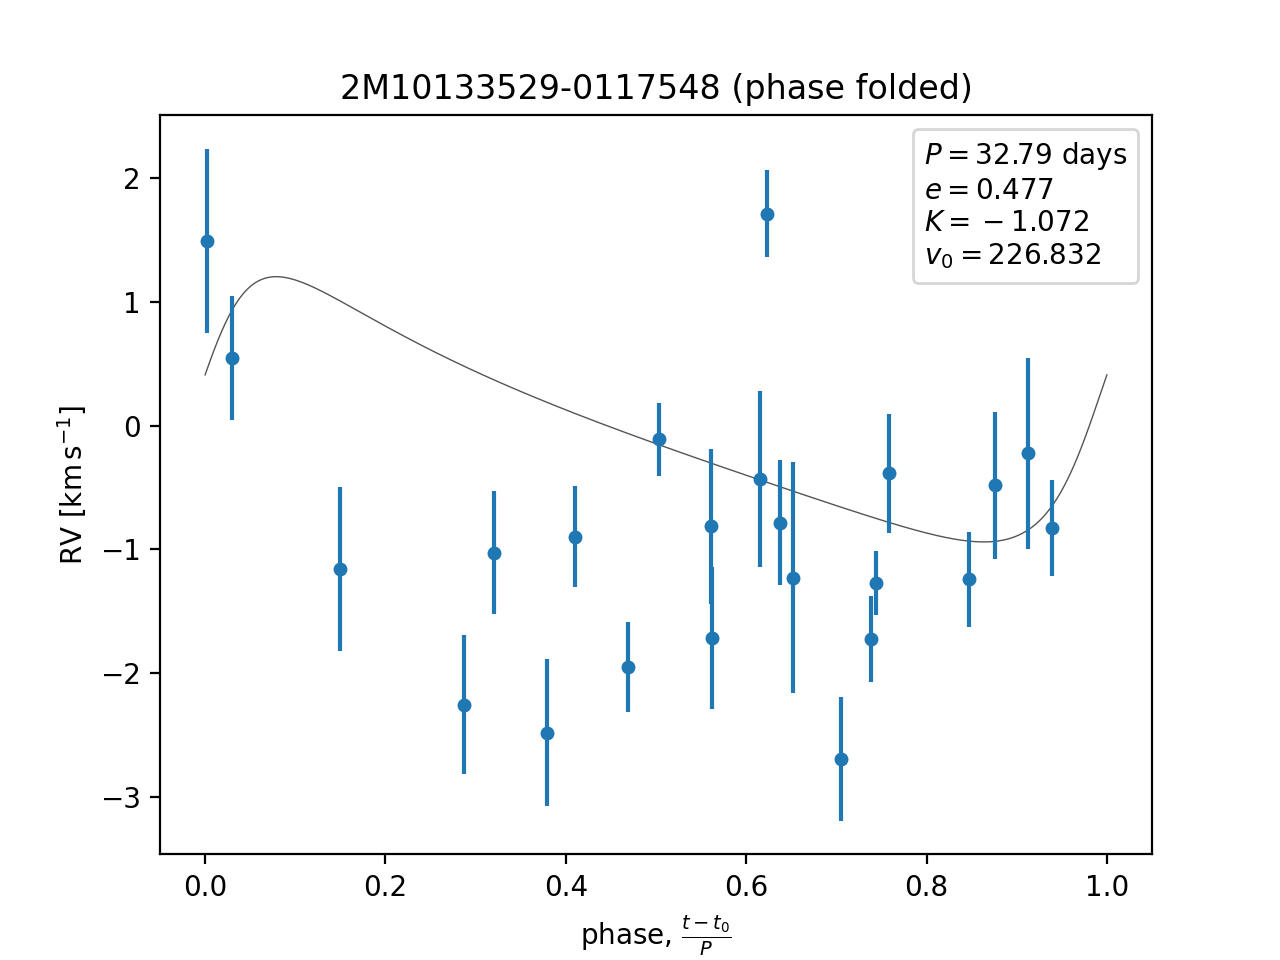 2M10133529-0117548 (phase folded)
P = 32.79 days
e = 0.477
K = −1.072
v₀ = 226.832
RV [km s⁻¹]
2
1
0
−1
−2
−3
0.0 0.2 0.4 0.6 0.8 1.0
phase, (t − t₀)/P